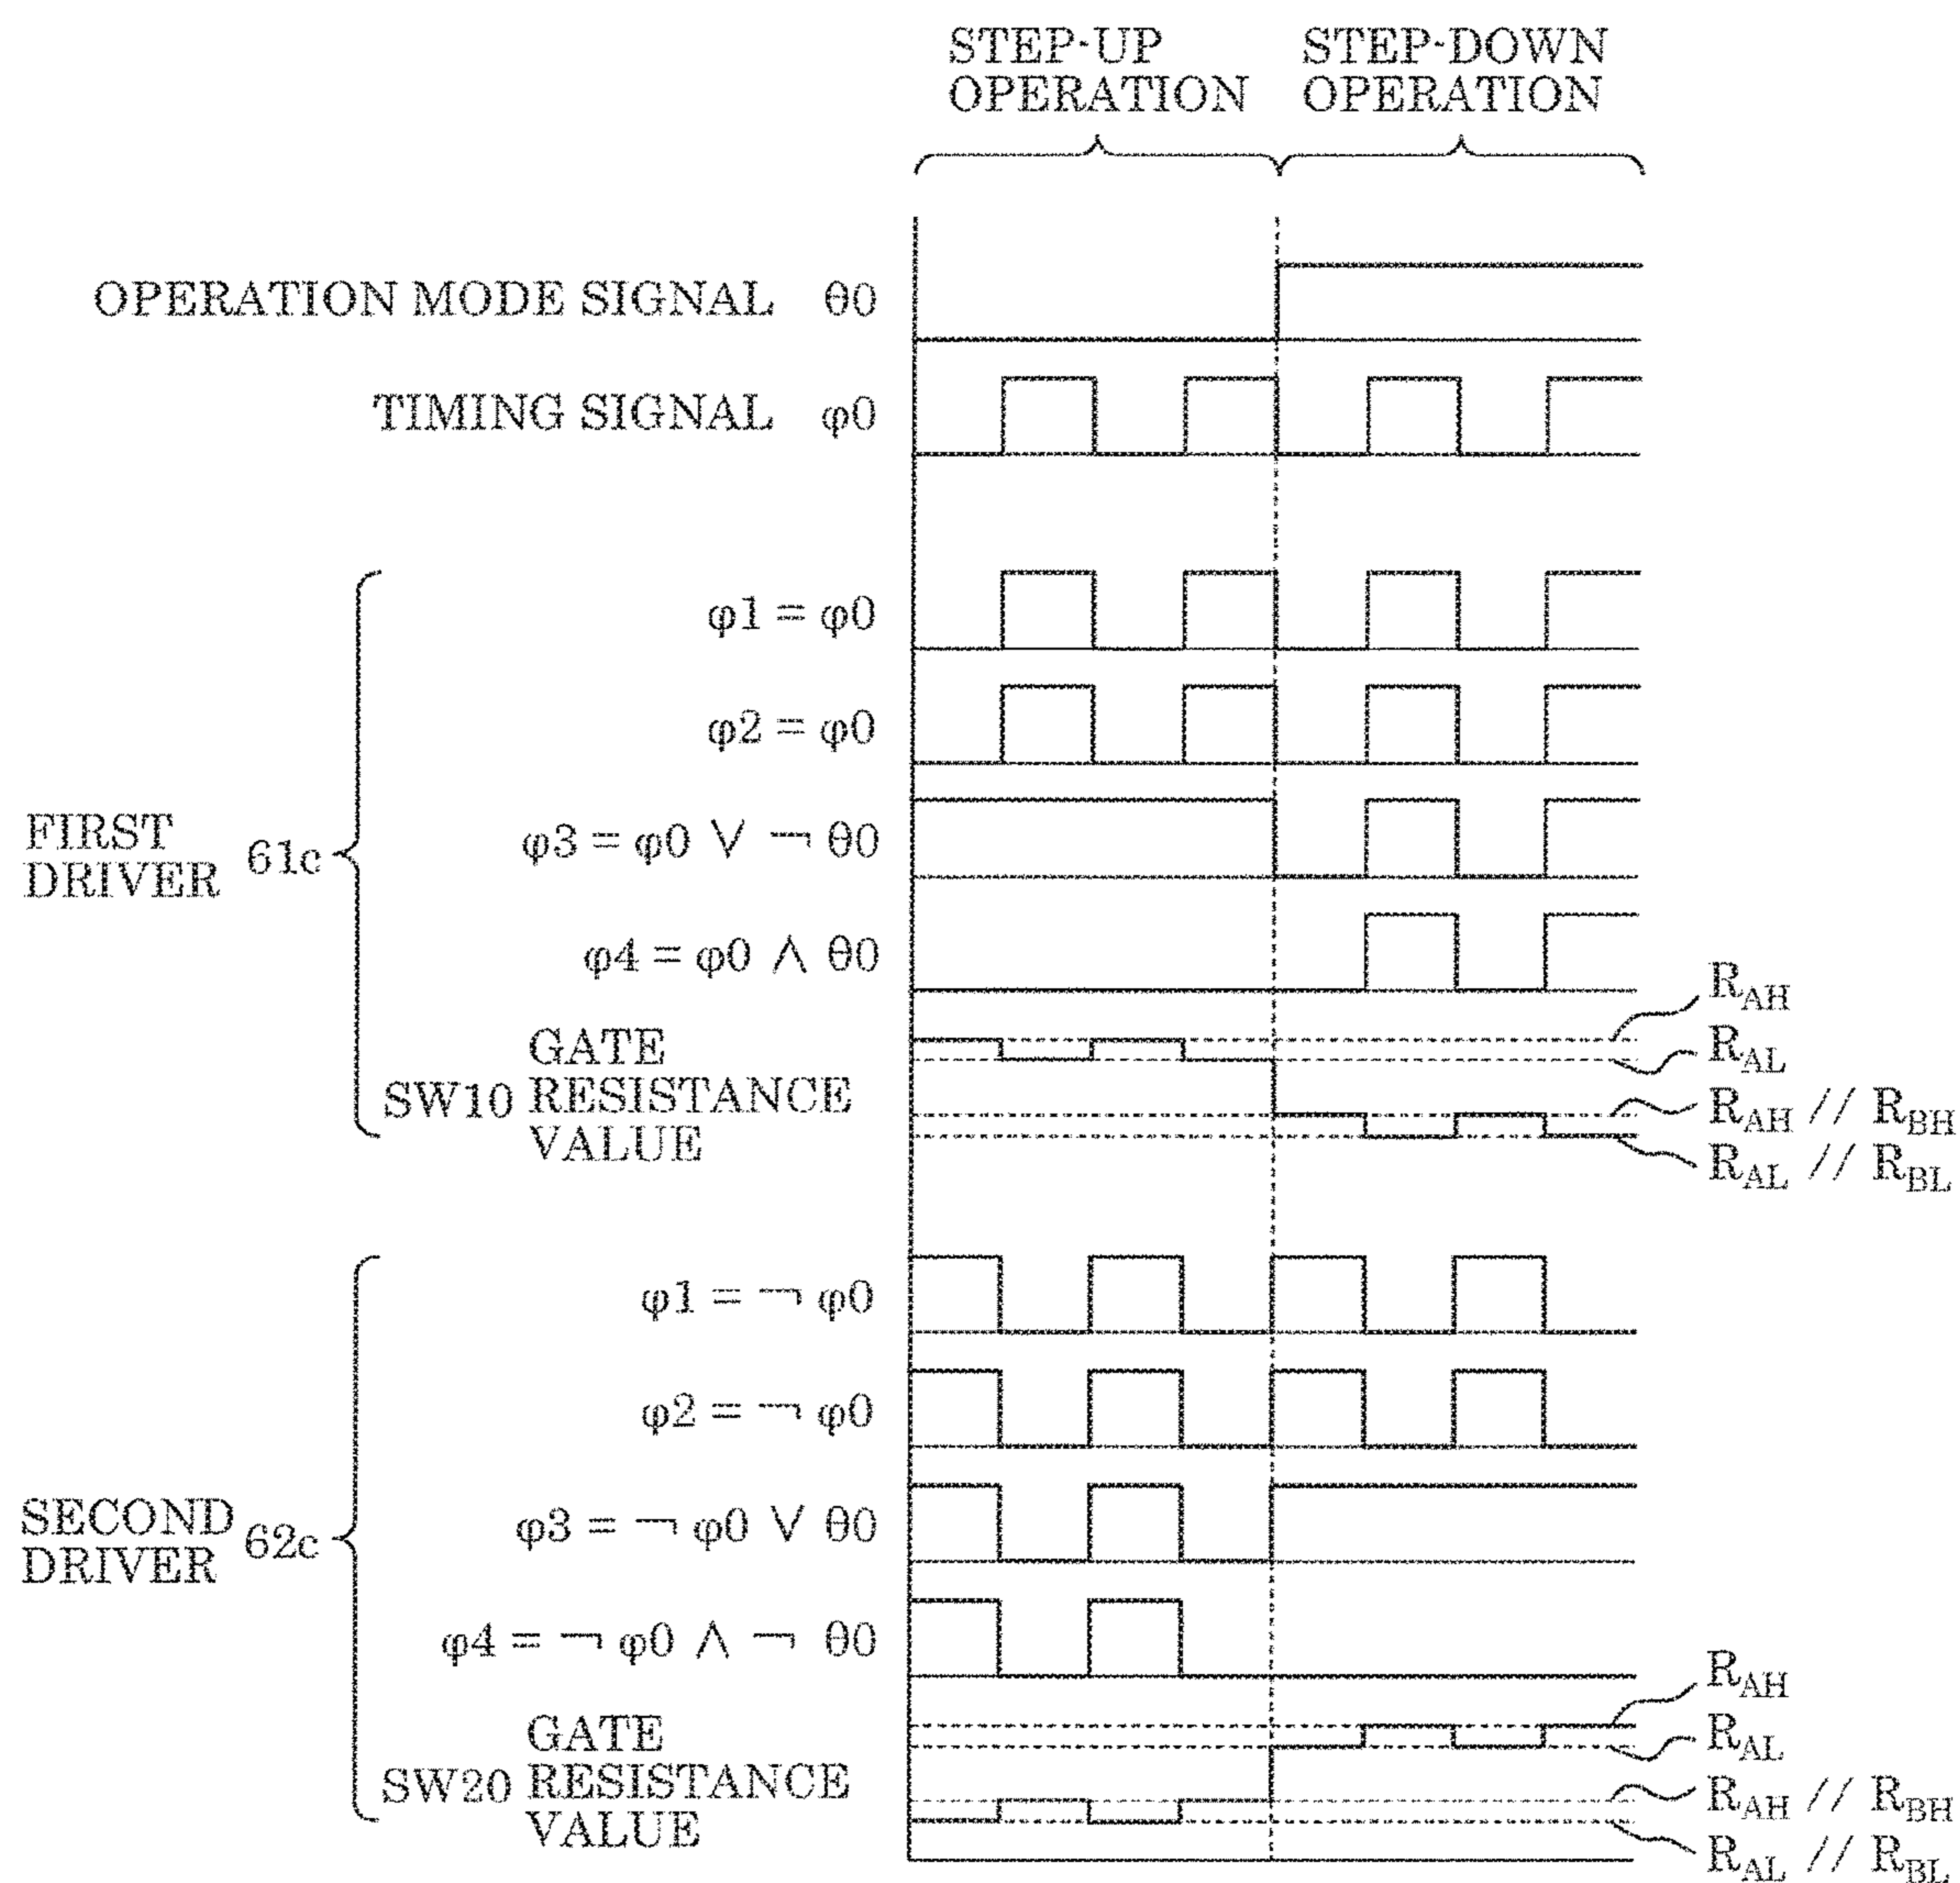 STEP-UP
OPERATION
STEP-DOWN
OPERATION
OPERATION MODE SIGNAL θ0
TIMING SIGNAL φ0
FIRST
DRIVER 61c
φ1 = φ0
φ2 = φ0
φ3 = φ0 ∨ ¬ θ0
φ4 = φ0 ∧ θ0
SW10 GATE
RESISTANCE
VALUE
R_AH
R_AL
R_AH // R_BH
R_AL // R_BL
SECOND
DRIVER 62c
φ1 = ¬ φ0
φ2 = ¬ φ0
φ3 = ¬ φ0 ∨ θ0
φ4 = ¬ φ0 ∧ ¬ θ0
SW20 GATE
RESISTANCE
VALUE
R_AH
R_AL
R_AH // R_BH
R_AL // R_BL